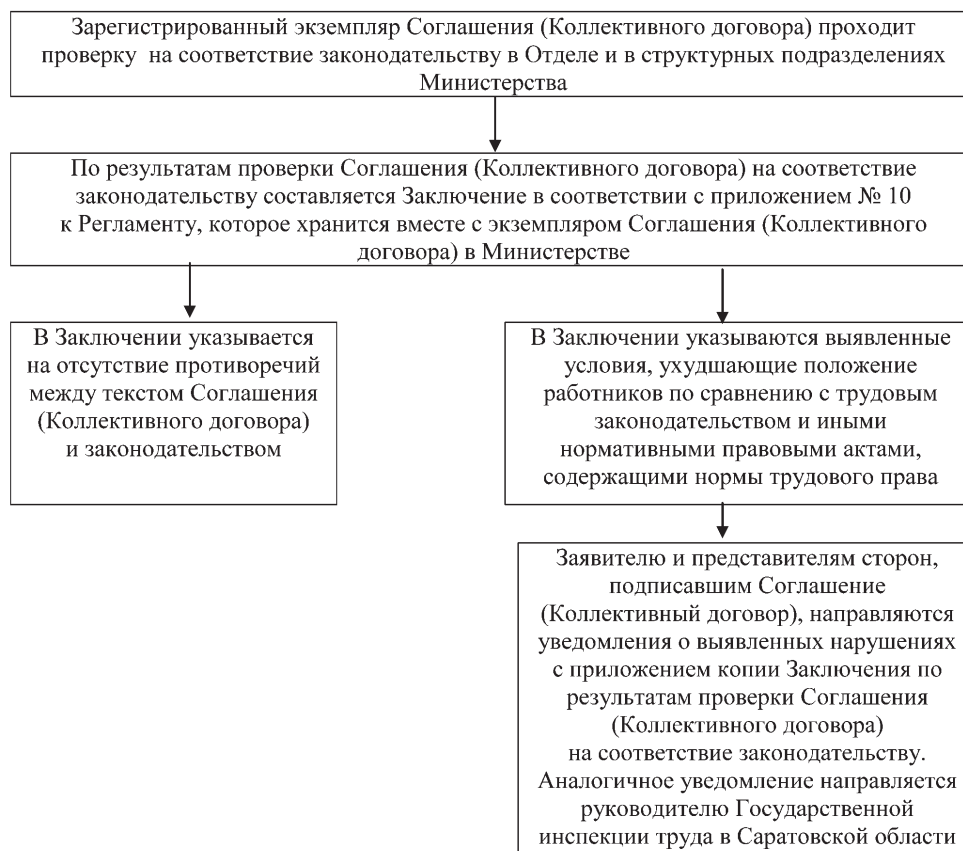 Зарегистрированный экземпляр Соглашения (Коллективного договора) проходит
проверку на соответствие законодательству в Отделе и в структурных подразделениях
Министерства
По результатам проверки Соглашения (Коллективного договора) на соответствие
законодательству составляется Заключение в соответствии с приложением № 10
к Регламенту, которое хранится вместе с экземпляром Соглашения (Коллективного
договора) в Министерстве
В Заключении указывается
на отсутствие противоречий
между текстом Соглашения
(Коллективного договора)
и законодательством
В Заключении указываются выявленные
условия, ухудшающие положение
работников по сравнению с трудовым
законодательством и иными
нормативными правовыми актами,
содержащими нормы трудового права
Заявителю и представителям сторон,
подписавшим Соглашение
(Коллективный договор), направляются
уведомления о выявленных нарушениях
с приложением копии Заключения по
результатам проверки Соглашения
(Коллективного договора)
на соответствие законодательству.
Аналогичное уведомление направляется
руководителю Государственной
инспекции труда в Саратовской области